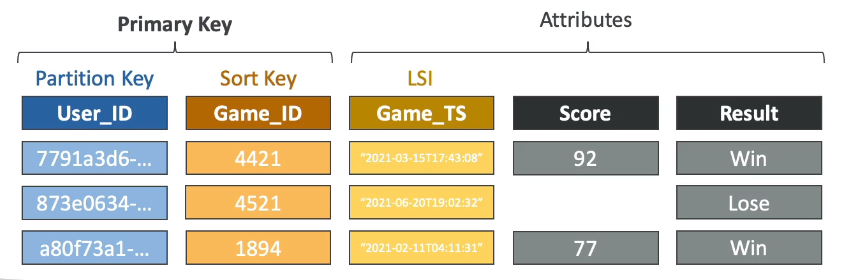 Primary Key
Attributes
Partition Key Sort Key LSI
User_ID Game_ID Game_TS Score Result
7791a3d6-... 4421 "2021-03-15T17:43:08" 92 Win
873e0634-... 4521 "2021-06-20T19:02:32" Lose
a80f73a1-... 1894 "2021-02-11T04:11:31" 77 Win